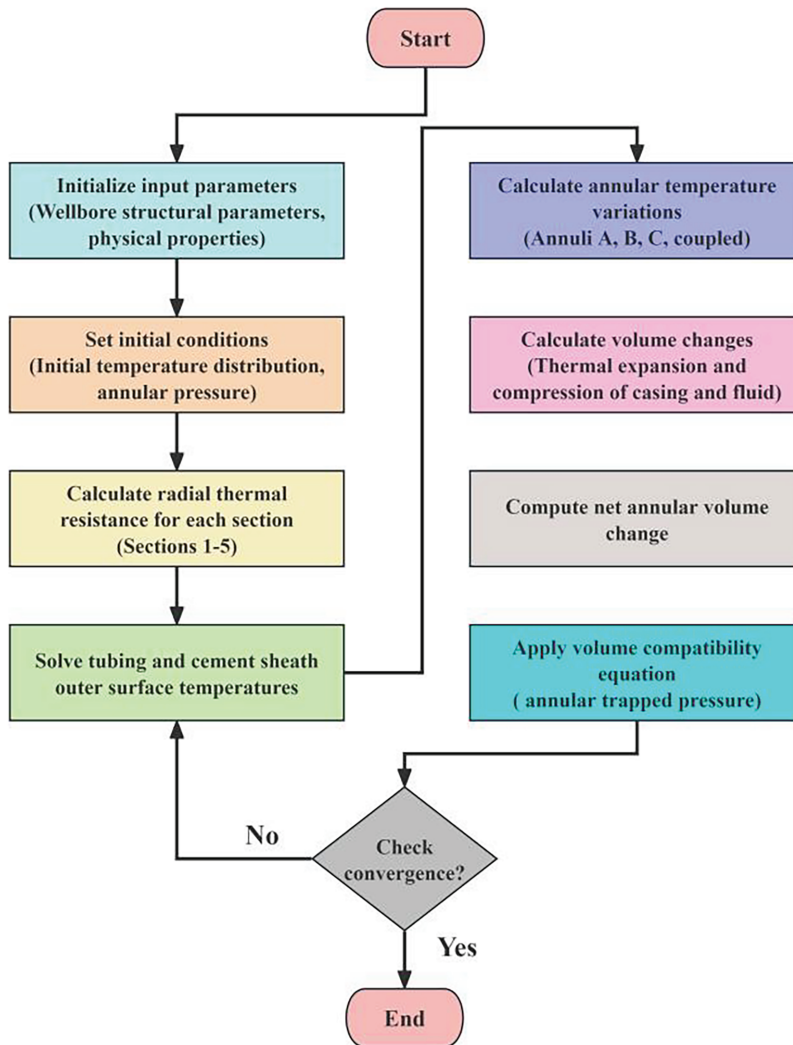 Start
Initialize input parameters
(Wellbore structural parameters,
physical properties)
Set initial conditions
(Initial temperature distribution,
annular pressure)
Calculate radial thermal
resistance for each section
(Sections 1-5)
Solve tubing and cement sheath
outer surface temperatures
Calculate annular temperature
variations
(Annuli A, B, C, coupled)
Calculate volume changes
(Thermal expansion and
compression of casing and fluid)
Compute net annular volume
change
Apply volume compatibility
equation
( annular trapped pressure)
Check
convergence?
No
Yes
End